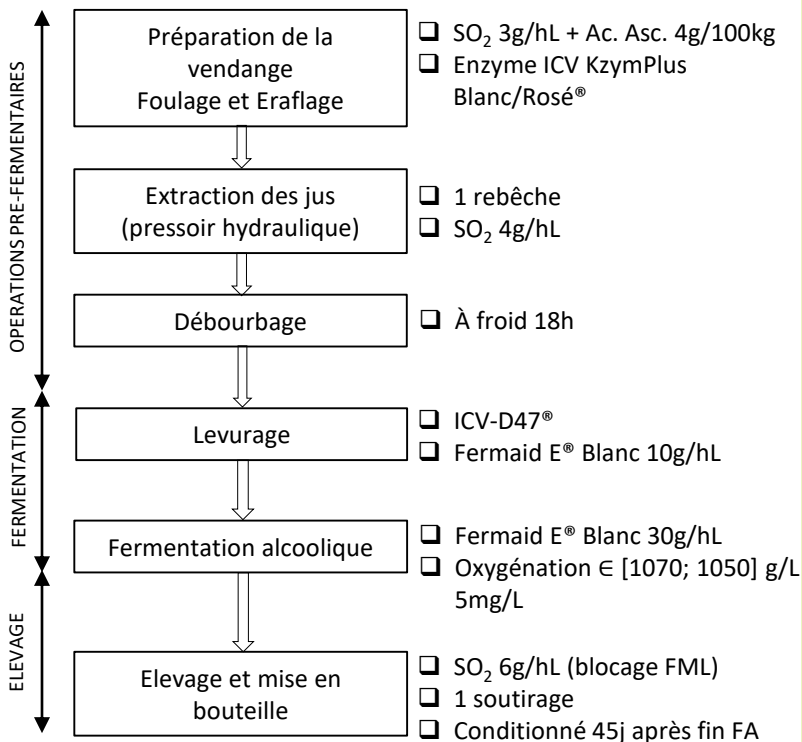 OPERATIONS PRE-FERMENTAIRES
Préparation de la
vendange
Foulage et Eraflage
❑ SO₂ 3g/hL + Ac. Asc. 4g/100kg
❑ Enzyme ICV KzymPlus
Blanc/Rosé®
Extraction des jus
(pressoir hydraulique)
❑ 1 rebêche
❑ SO₂ 4g/hL
Débourbage
❑ À froid 18h
FERMENTATION
Levurage
❑ ICV-D47®
❑ Fermaid E® Blanc 10g/hL
Fermentation alcoolique
❑ Fermaid E® Blanc 30g/hL
❑ Oxygénation ∈ [1070; 1050] g/L
5mg/L
ELEVAGE
Elevage et mise en
bouteille
❑ SO₂ 6g/hL (blocage FML)
❑ 1 soutirage
❑ Conditionné 45j après fin FA